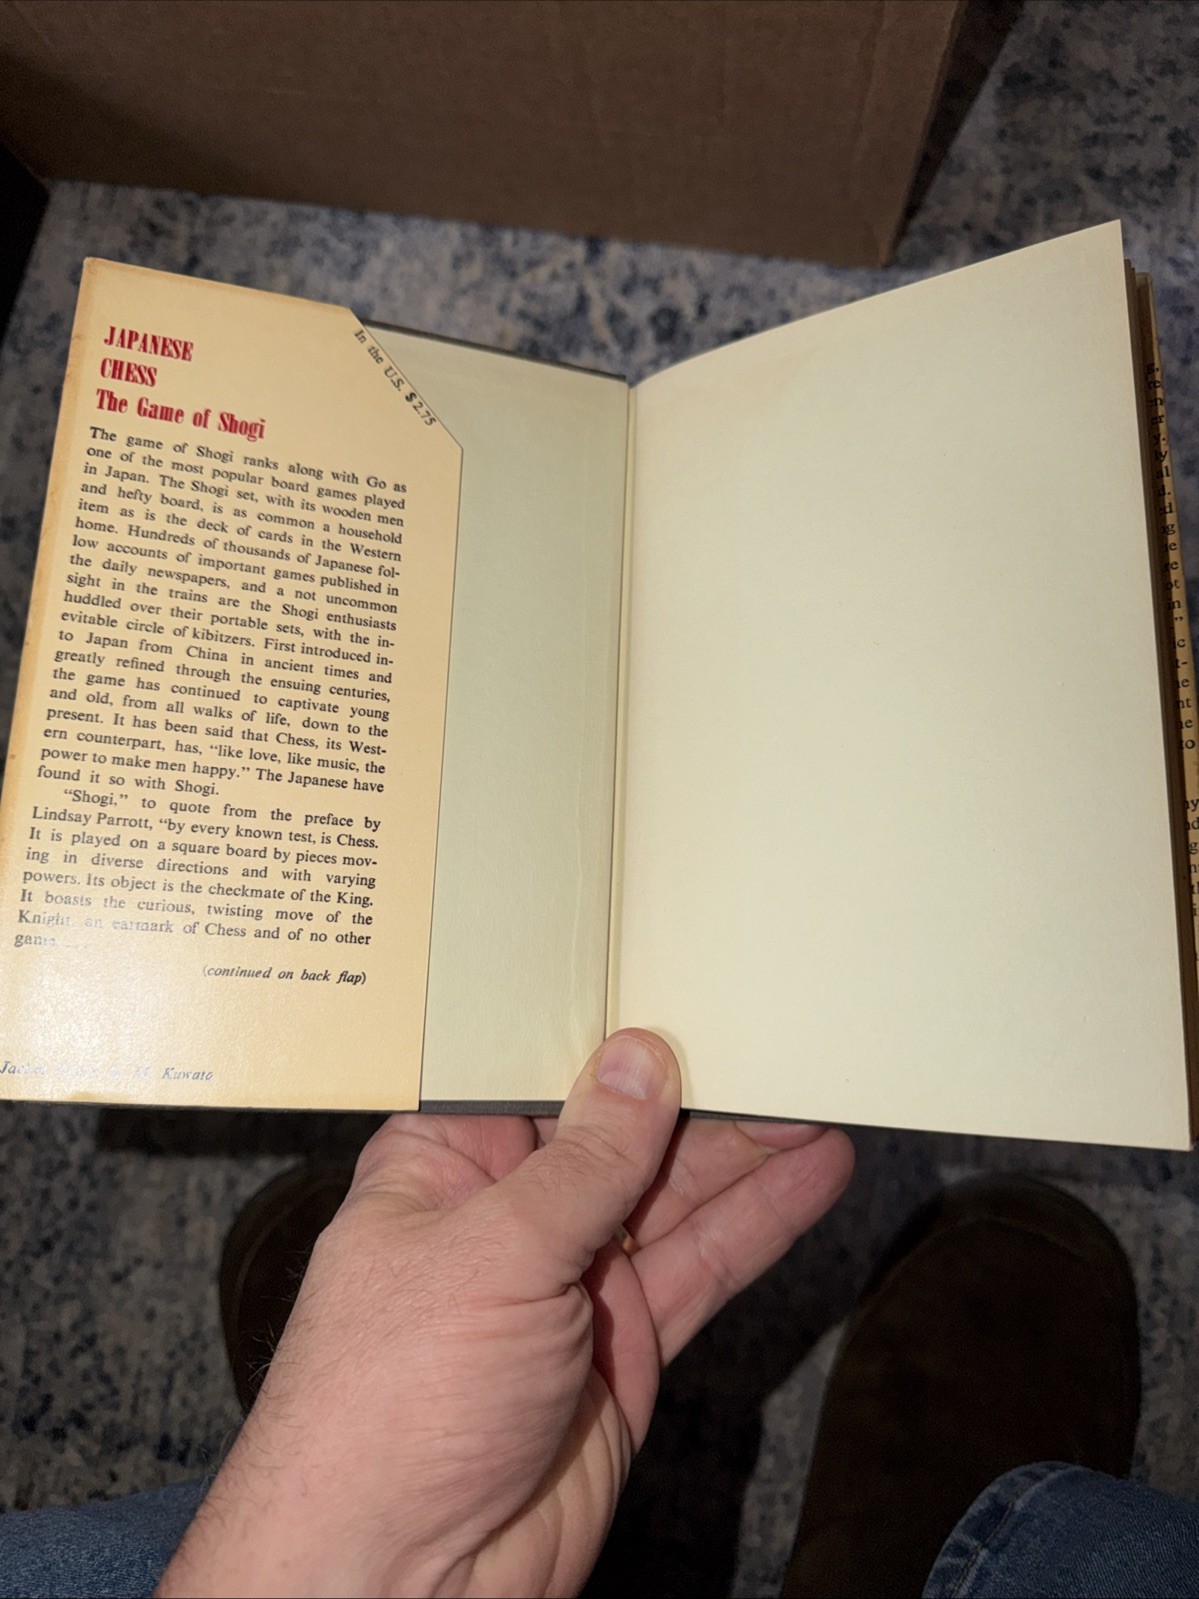 JAPANESE
CHESS
The Game of Shogi
In the U.S. $2.75
The game of Shogi ranks along with Go as
one of the most popular board games played
in Japan. The Shogi set, with its wooden men
and hefty board, is as common a household
item as is the deck of cards in the Western
home. Hundreds of thousands of Japanese fol-
low accounts of important games published in
the daily newspapers, and a not uncommon
sight in the trains are the Shogi enthusiasts
huddled over their portable sets, with the in-
evitable circle of kibitzers. First introduced in-
to Japan from China in ancient times and
greatly refined through the ensuing centuries,
the game has continued to captivate young
and old, from all walks of life, down to the
present. It has been said that Chess, its West-
ern counterpart, has, “like love, like music, the
power to make men happy.” The Japanese have
found it so with Shogi.
“Shogi,” to quote from the preface by
Lindsay Parrott, “by every known test, is Chess.
It is played on a square board by pieces mov-
ing in diverse directions and with varying
powers. Its object is the checkmate of the King.
It boasts the curious, twisting move of the
Knight, an earmark of Chess and of no other
game. . . .
(continued on back flap)
M. Kuwato